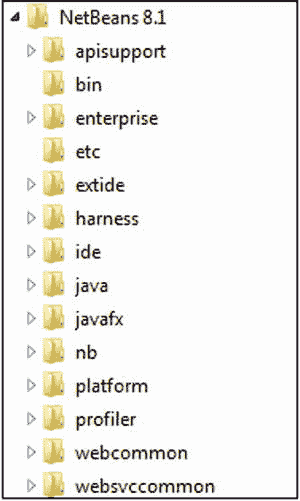 NetBeans 8.1
apisupport
bin
enterprise
etc
extide
harness
ide
java
javafx
nb
platform
profiler
webcommon
websvccommon